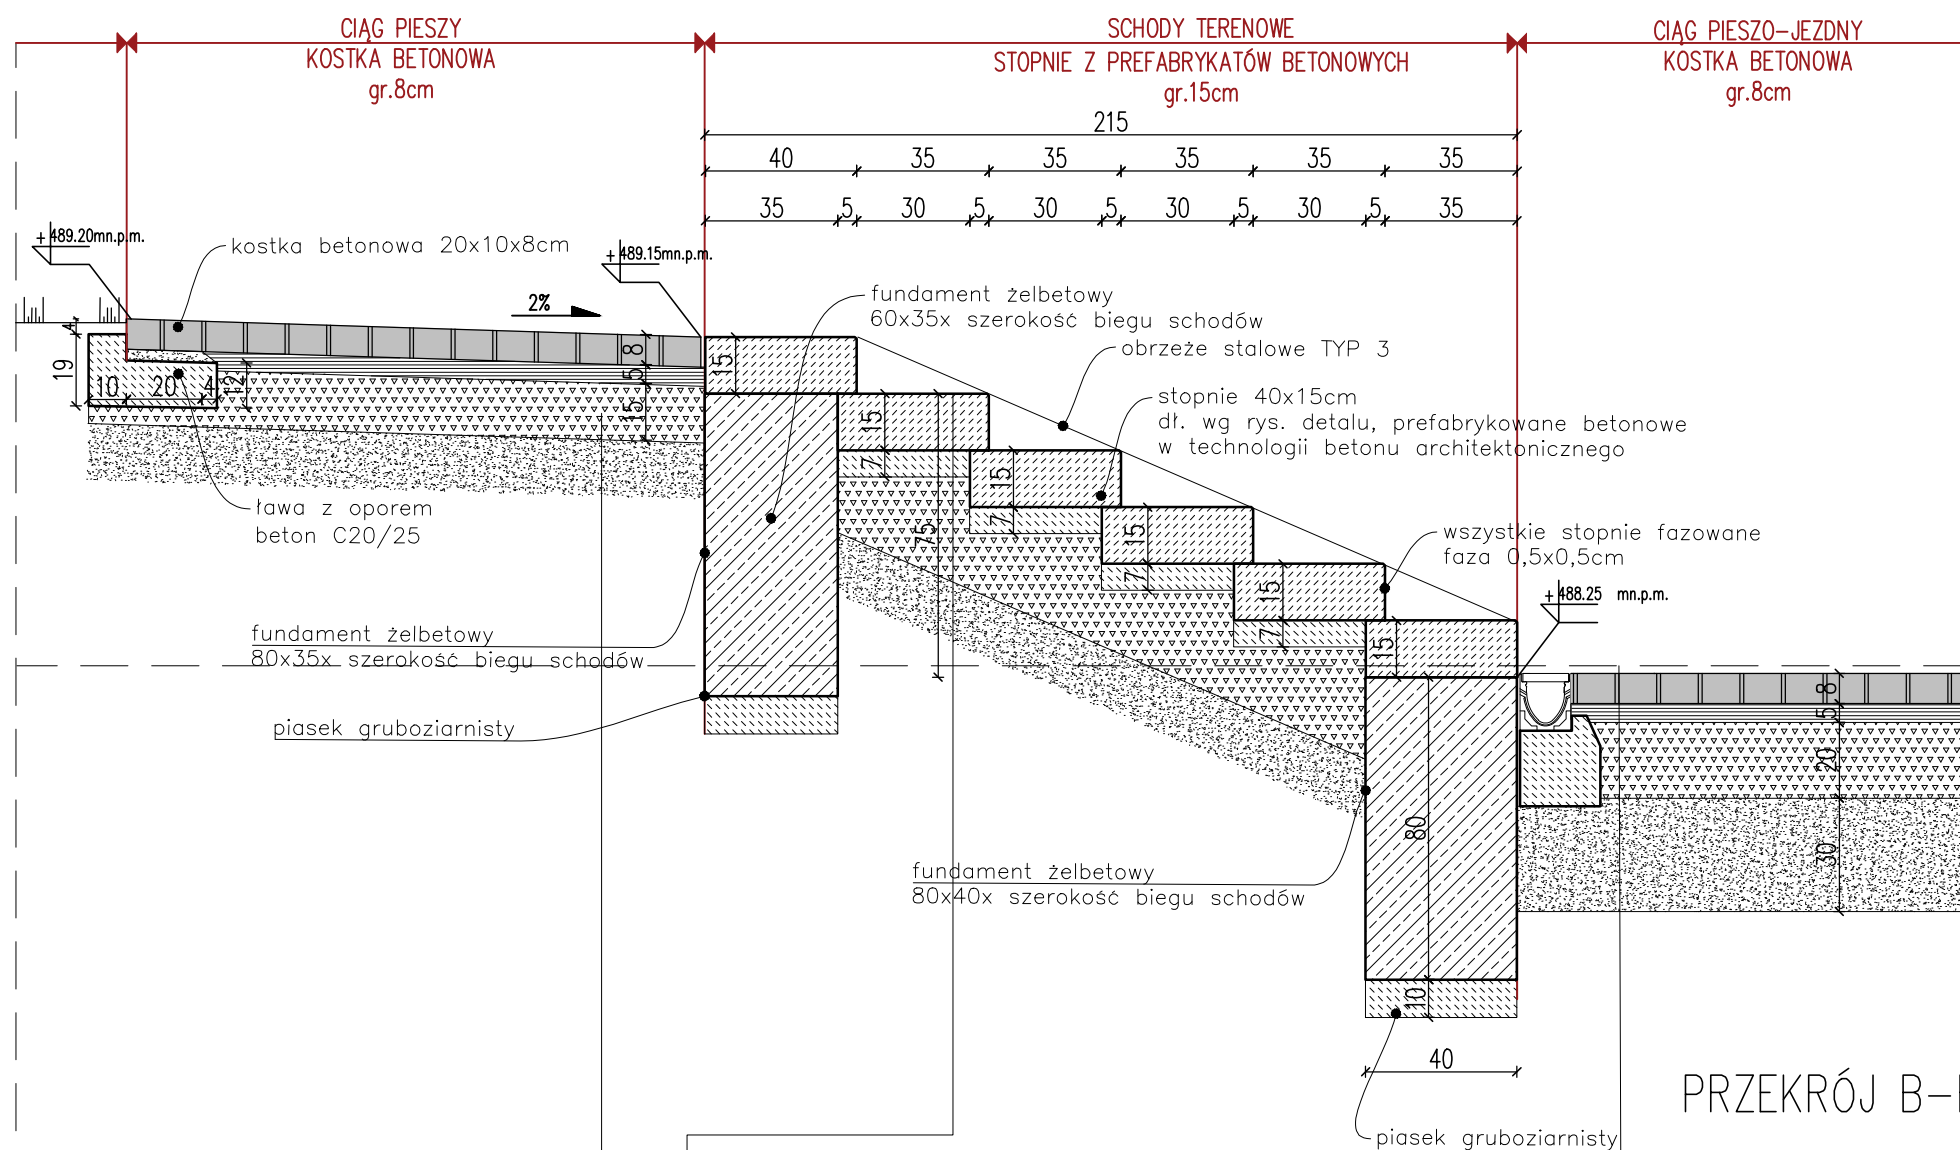 CIĄG PIESZY
KOSTKA BETONOWA
gr.8cm
SCHODY TERENOWE
STOPNIE Z PREFABRYKATÓW BETONOWYCH
gr.15cm
CIĄG PIESZO-JEZDNY
KOSTKA BETONOWA
gr.8cm
215
40 35 35 35 35 35
35 5 30 5 30 5 30 5 30 5 35
+489.20mn.p.m.
kostka betonowa 20x10x8cm
+489.15mn.p.m.
2%
fundament żelbetowy
60x35x szerokość biegu schodów
obrzeże stalowe TYP 3
stopnie 40x15cm
dł. wg rys. detalu, prefabrykowane betonowe
w technologii betonu architektonicznego
4
19
10 20 4
12
8
5
15
15
15
7
15
7
15
7
15
7
15
75
ława z oporem
beton C20/25
wszystkie stopnie fazowane
faza 0,5x0,5cm
+488.25 mn.p.m.
fundament żelbetowy
80x35x szerokość biegu schodów
piasek gruboziarnisty
8
5
20
30
80
10
fundament żelbetowy
80x40x szerokość biegu schodów
40
piasek gruboziarnisty
PRZEKRÓJ B-